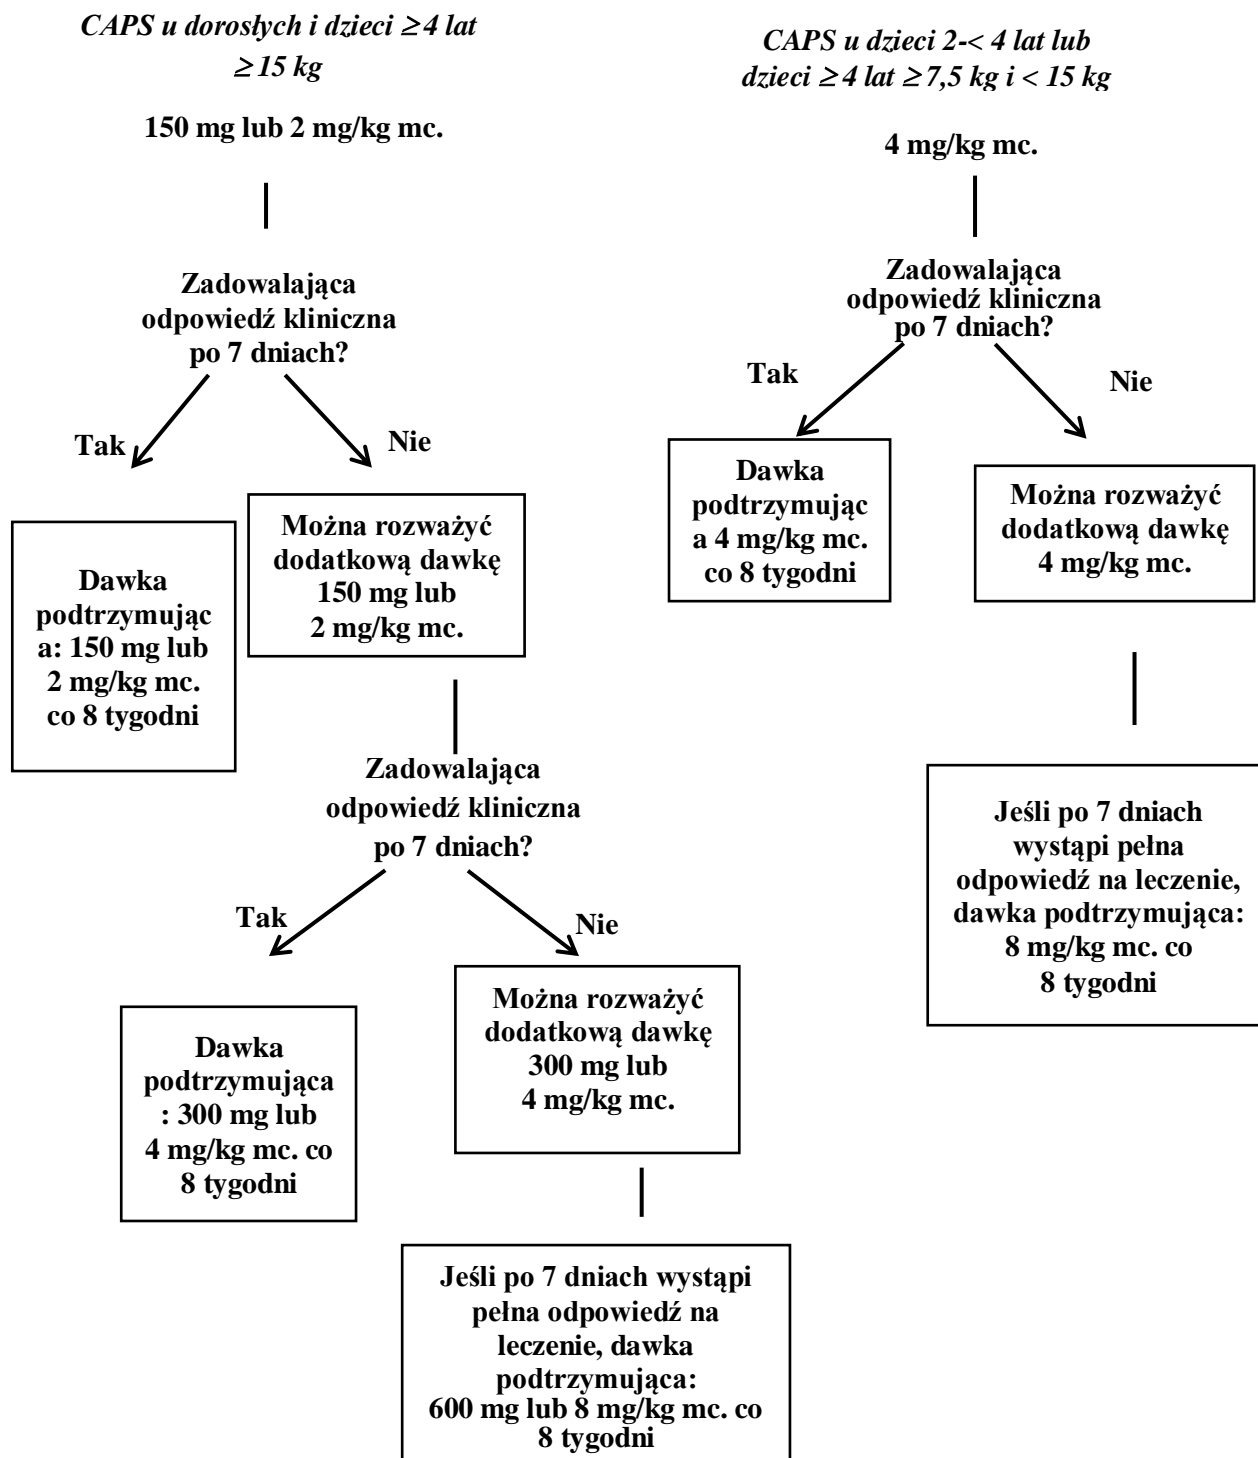 CAPS u dorosłych i dzieci ≥ 4 lat
≥ 15 kg
150 mg lub 2 mg/kg mc.
Zadowalająca
odpowiedź kliniczna
po 7 dniach?
Tak
Nie
Dawka
podtrzymując
a: 150 mg lub
2 mg/kg mc.
co 8 tygodni
Można rozważyć
dodatkową dawkę
150 mg lub
2 mg/kg mc.
Zadowalająca
odpowiedź kliniczna
po 7 dniach?
Tak
Nie
Dawka
podtrzymująca
: 300 mg lub
4 mg/kg mc. co
8 tygodni
Można rozważyć
dodatkową dawkę
300 mg lub
4 mg/kg mc.
Jeśli po 7 dniach wystąpi
pełna odpowiedź na
leczenie, dawka
podtrzymująca:
600 mg lub 8 mg/kg mc. co
8 tygodni
CAPS u dzieci 2-< 4 lat lub
dzieci ≥ 4 lat ≥ 7,5 kg i < 15 kg
4 mg/kg mc.
Zadowalająca
odpowiedź kliniczna
po 7 dniach?
Tak
Nie
Dawka
podtrzymując
a 4 mg/kg mc.
co 8 tygodni
Można rozważyć
dodatkową dawkę
4 mg/kg mc.
Jeśli po 7 dniach
wystąpi pełna
odpowiedź na leczenie,
dawka podtrzymująca:
8 mg/kg mc. co
8 tygodni